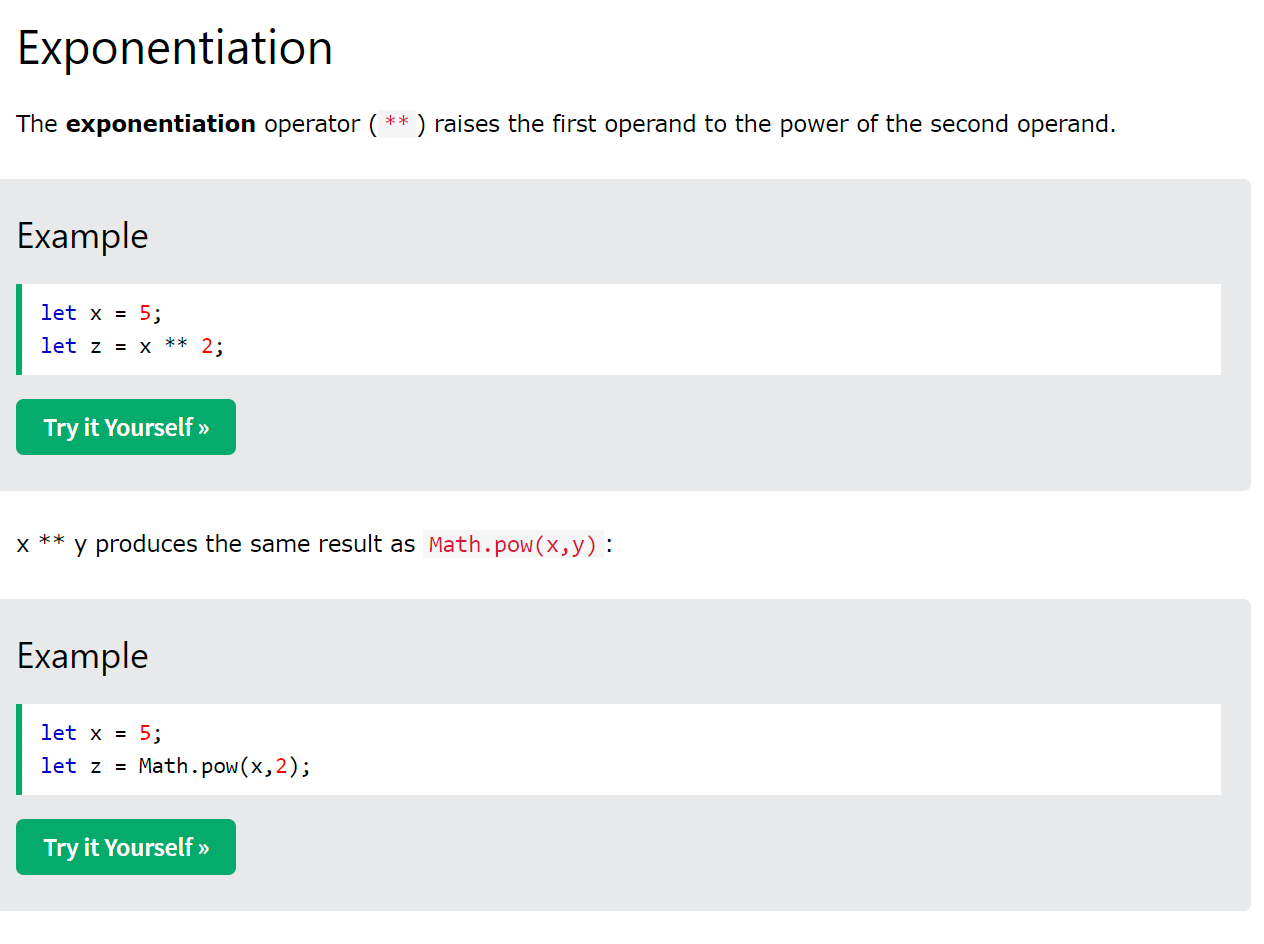 Exponentiation
The exponentiation operator ( ** ) raises the first operand to the power of the second operand.
Example
let x = 5;
let z = x ** 2;
Try it Yourself »
x ** y produces the same result as Math.pow(x,y) :
Example
let x = 5;
let z = Math.pow(x,2);
Try it Yourself »